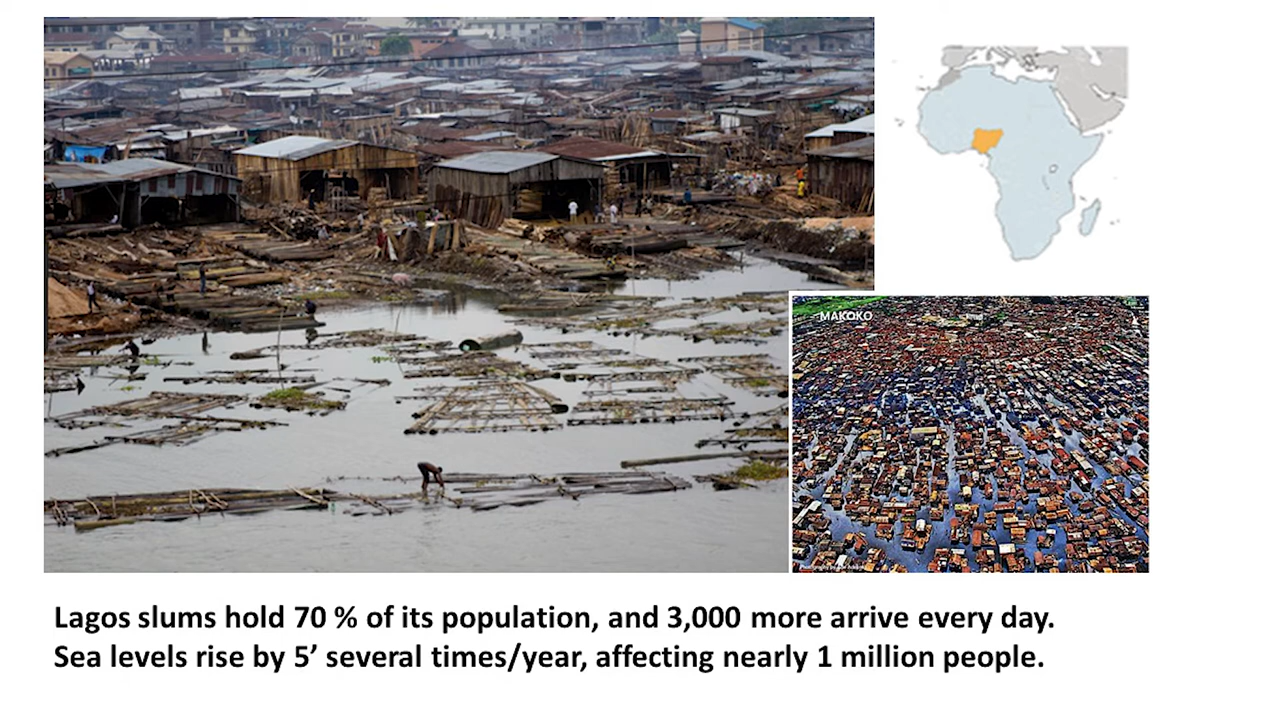 MAKOKO
Lagos slums hold 70 % of its population, and 3,000 more arrive every day.
Sea levels rise by 5’ several times/year, affecting nearly 1 million people.